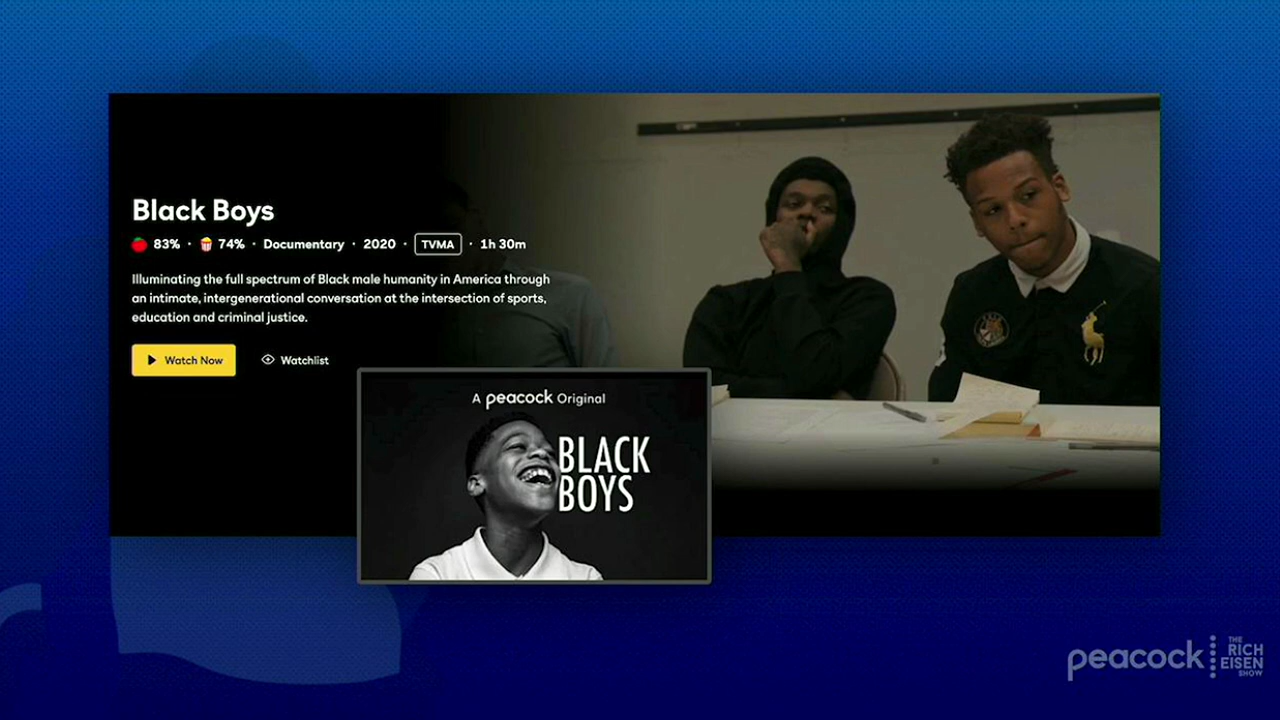 Black Boys
83% · 74% · Documentary · 2020 · TVMA · 1h 30m
Illuminating the full spectrum of Black male humanity in America through
an intimate, intergenerational conversation at the intersection of sports,
education and criminal justice.
Watch Now Watchlist
A peacock Original
BLACK
BOYS
peacock
THE
RICH
EISEN
SHOW